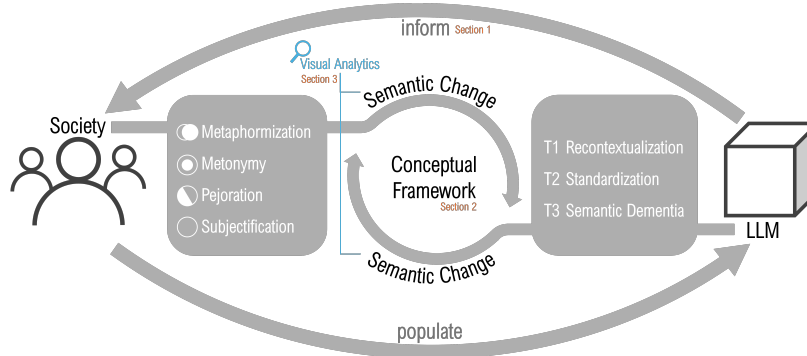 inform Section 1
Visual Analytics
Section 3
Semantic Change
Society
Metaphormization
Metonymy
Pejoration
Subjectification
Conceptual
Framework
Section 2
T1 Recontextualization
T2 Standardization
T3 Semantic Dementia
LLM
Semantic Change
populate